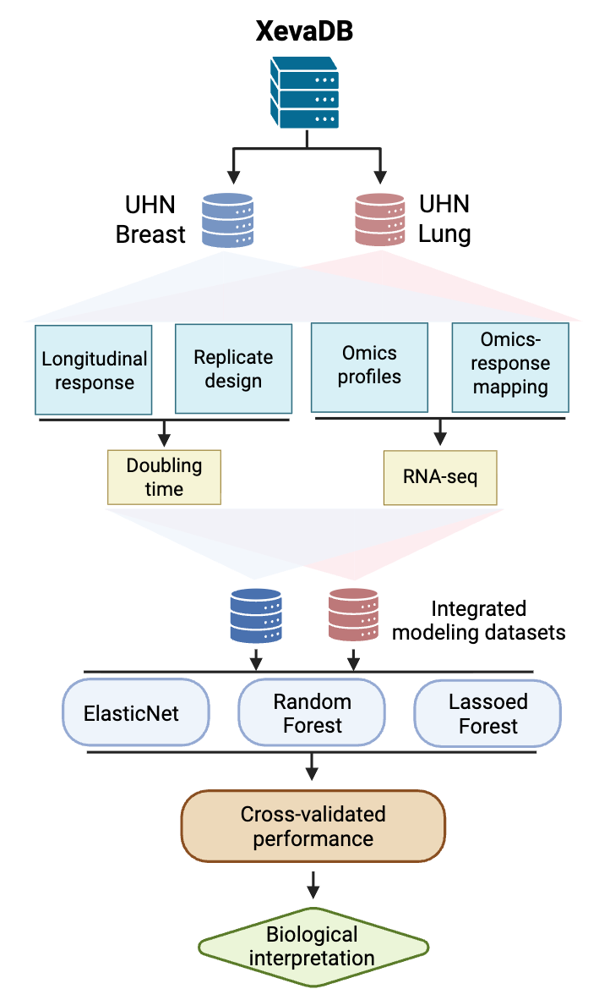 XevaDB
UHN
Breast
UHN
Lung
Longitudinal
response
Replicate
design
Omics
profiles
Omics-
response
mapping
Doubling
time
RNA-seq
Integrated
modeling datasets
ElasticNet
Random
Forest
Lassoed
Forest
Cross-validated
performance
Biological
interpretation